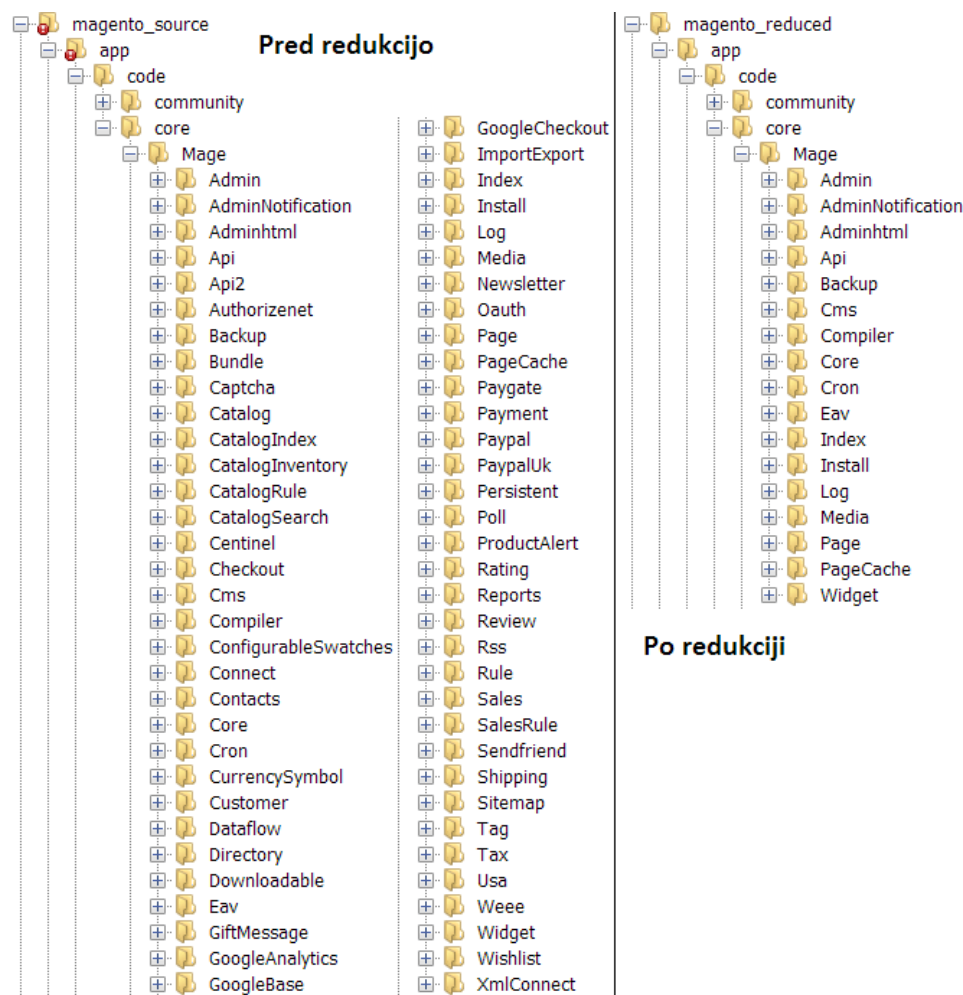 magento_source
Pred redukcijo
app
code
community
core
Mage
Admin
AdminNotification
Adminhtml
Api
Api2
Authorizenet
Backup
Bundle
Captcha
Catalog
CatalogIndex
CatalogInventory
CatalogRule
CatalogSearch
Centinel
Checkout
Cms
Compiler
ConfigurableSwatches
Connect
Contacts
Core
Cron
CurrencySymbol
Customer
Dataflow
Directory
Downloadable
Eav
GiftMessage
GoogleAnalytics
GoogleBase
GoogleCheckout
ImportExport
Index
Install
Log
Media
Newsletter
Oauth
Page
PageCache
Paygate
Payment
Paypal
PaypalUk
Persistent
Poll
ProductAlert
Rating
Reports
Review
Rss
Rule
Sales
SalesRule
Sendfriend
Shipping
Sitemap
Tag
Tax
Usa
Weee
Widget
Wishlist
XmlConnect
magento_reduced
app
code
community
core
Mage
Admin
AdminNotification
Adminhtml
Api
Backup
Cms
Compiler
Core
Cron
Eav
Index
Install
Log
Media
Page
PageCache
Widget
Po redukciji